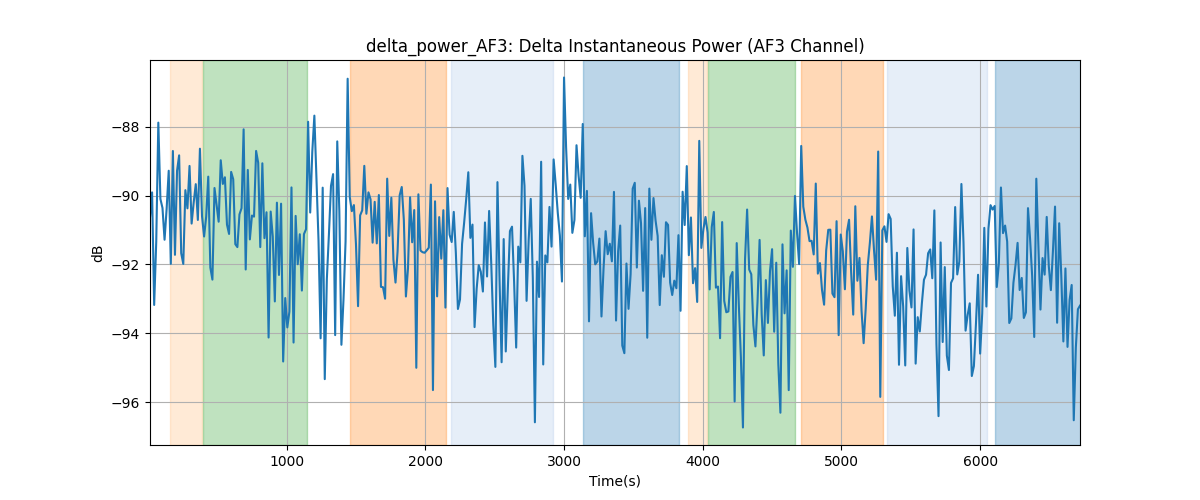 delta_power_AF3: Delta Instantaneous Power (AF3 Channel)
dB
−88
−90
−92
−94
−96
1000 2000 3000 4000 5000 6000
Time(s)